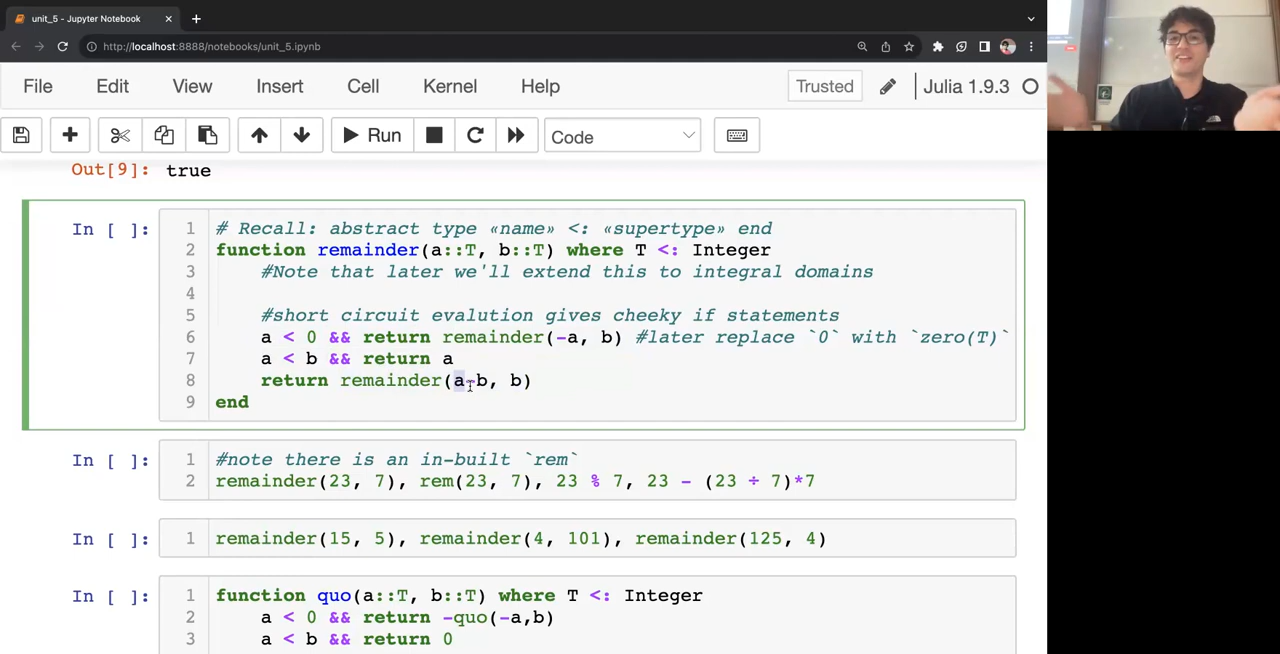 unit_5 - Jupyter Notebook
http://localhost:8888/notebooks/unit_5.ipynb
File Edit View Insert Cell Kernel Help Trusted Julia 1.9.3
Run Code
Out[9]: true
In [ ]:
1 # Recall: abstract type «name» <: «supertype» end
2 function remainder(a::T, b::T) where T <: Integer
3 #Note that later we'll extend this to integral domains
4
5 #short circuit evalution gives cheeky if statements
6 a < 0 && return remainder(-a, b) #later replace `0` with `zero(T)`
7 a < b && return a
8 return remainder(a-b, b)
9 end
In [ ]:
1 #note there is an in-built `rem`
2 remainder(23, 7), rem(23, 7), 23 % 7, 23 - (23 ÷ 7)*7
In [ ]:
1 remainder(15, 5), remainder(4, 101), remainder(125, 4)
In [ ]:
1 function quo(a::T, b::T) where T <: Integer
2 a < 0 && return -quo(-a,b)
3 a < b && return 0